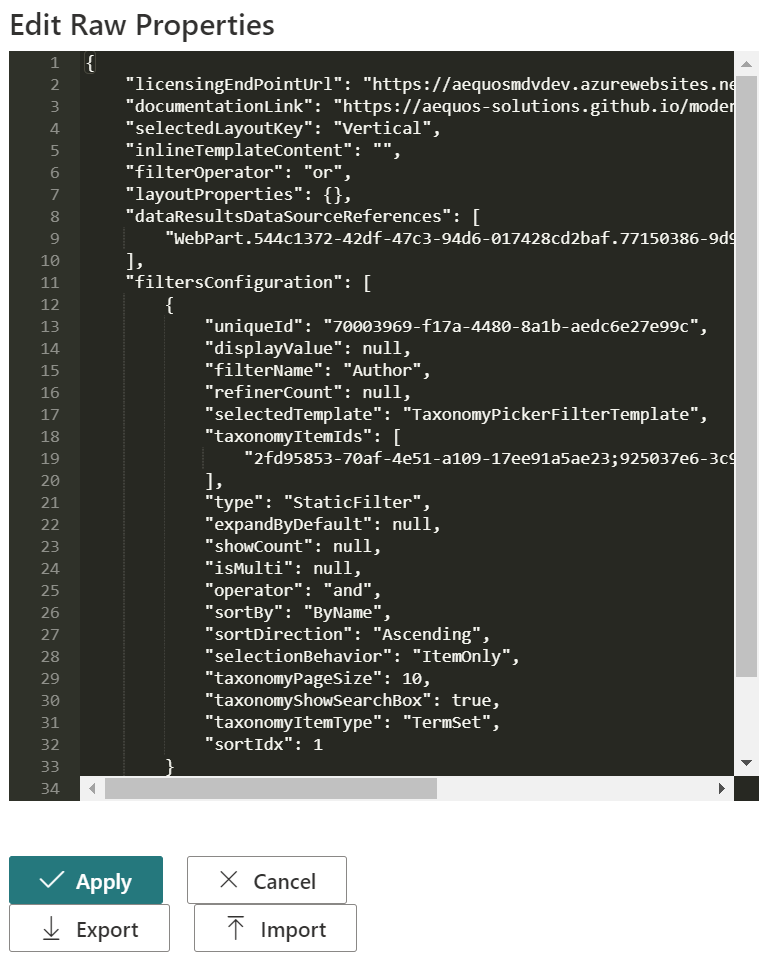 Edit Raw Properties
1 {
2 "licensingEndPointUrl": "https://aequosmdvdev.azurewebsites.ne
3 "documentationLink": "https://aequos-solutions.github.io/moder
4 "selectedLayoutKey": "Vertical",
5 "inlineTemplateContent": "",
6 "filterOperator": "or",
7 "layoutProperties": {},
8 "dataResultsDataSourceReferences": [
9 "WebPart.544c1372-42df-47c3-94d6-017428cd2baf.77150386-9d9
10 ],
11 "filtersConfiguration": [
12 {
13 "uniqueId": "70003969-f17a-4480-8a1b-aedc6e27e99c",
14 "displayValue": null,
15 "filterName": "Author",
16 "refinerCount": null,
17 "selectedTemplate": "TaxonomyPickerFilterTemplate",
18 "taxonomyItemIds": [
19 "2fd95853-70af-4e51-a109-17ee91a5ae23;925037e6-3c9
20 ],
21 "type": "StaticFilter",
22 "expandByDefault": null,
23 "showCount": null,
24 "isMulti": null,
25 "operator": "and",
26 "sortBy": "ByName",
27 "sortDirection": "Ascending",
28 "selectionBehavior": "ItemOnly",
29 "taxonomyPageSize": 10,
30 "taxonomyShowSearchBox": true,
31 "taxonomyItemType": "TermSet",
32 "sortIdx": 1
33 }
34
Apply
Cancel
Export
Import